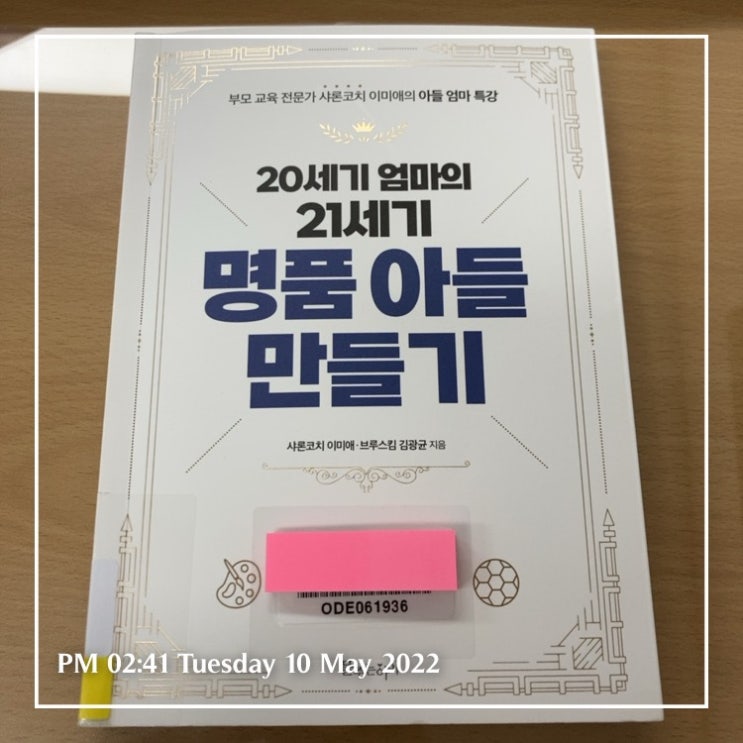 부모 교육 전문가 샤론코치 이미애의 아들 엄마 특강
20세기 엄마의
21세기
명품 아들
만들기
샤론코치 이미애·브루스킴 김광균 지음
ODE061936
PM 02:41 Tuesday 10 May 2022